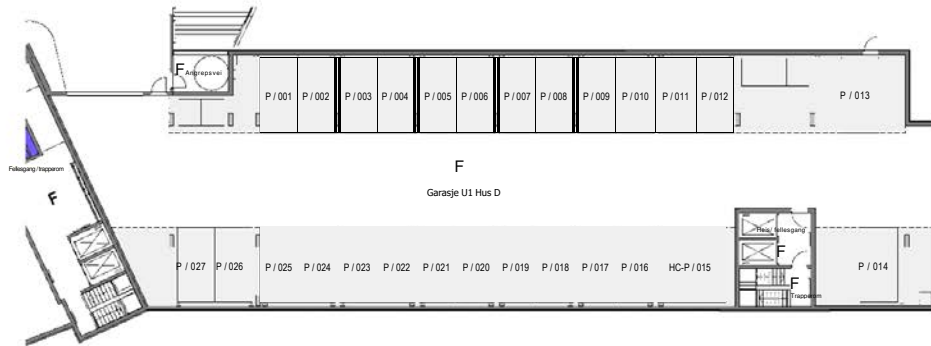 F
Angrepsvei
P / 001
P / 002
P / 003
P / 004
P / 005
P / 006
P / 007
P / 008
P / 009
P / 010
P / 011
P / 012
P / 013
Fellesgang / trapperom
F
F
Garasje U1 Hus D
Heis/ fellesgang
F
P / 027
P / 026
P / 025
P / 024
P / 023
P / 022
P / 021
P / 020
P / 019
P / 018
P / 017
P / 016
HC-P / 015
F
Trapperom
P / 014